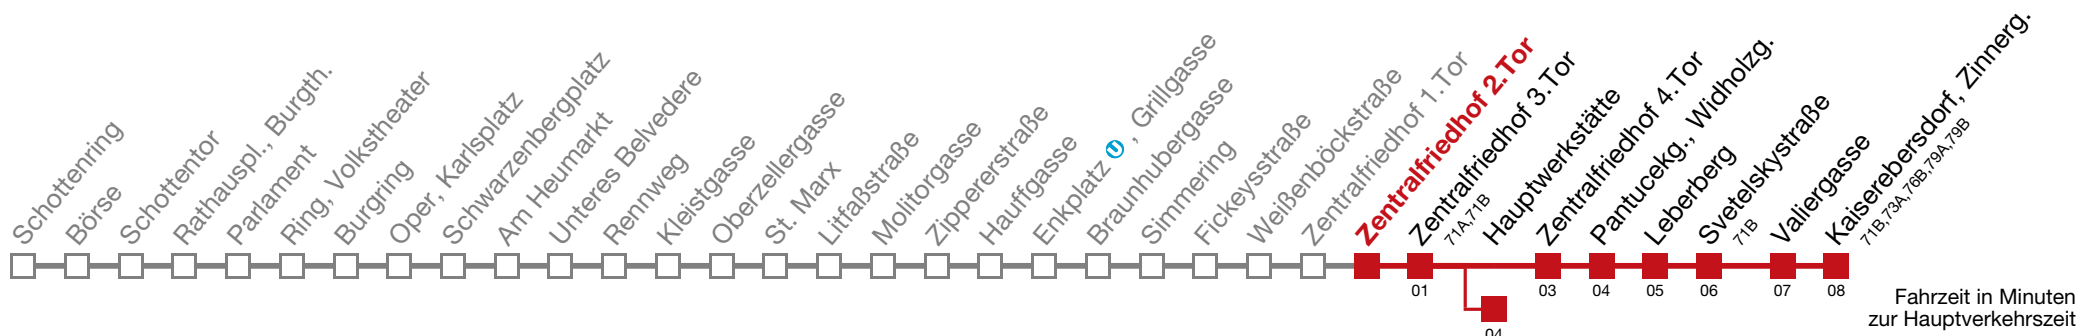 Schottenring
Börse
Schottentor
Rathauspl., Burgth.
Parlament
Ring, Volkstheater
Burgring
Oper, Karlsplatz
Schwarzenbergplatz
Am Heumarkt
Unteres Belvedere
Rennweg
Kleistgasse
Oberzellergasse
St. Marx
Litfaßstraße
Molitorgasse
Zippererstraße
Hauffgasse
Enkplatz U , Grillgasse
Braunhubergasse
Simmering
Fickeysstraße
Weißenböckstraße
Zentralfriedhof 1.Tor
Zentralfriedhof 2.Tor
Zentralfriedhof 3.Tor
71A,71B
Hauptwerkstätte
Zentralfriedhof 4.Tor
Pantucekg., Widholzg.
Leberberg
Svetelskystraße
71B
Valiergasse
Kaiserebersdorf, Zinnerg.
71B,73A,76B,79A,79B
01
03
04
05
06
07
08
04
Fahrzeit in Minuten
zur Hauptverkehrszeit